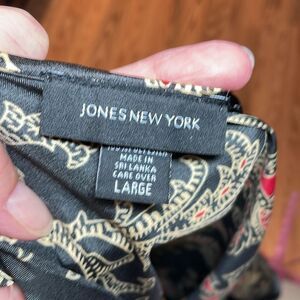 JONES NEW YORK
MADE IN
SRI LANKA
CARE OVER
LARGE